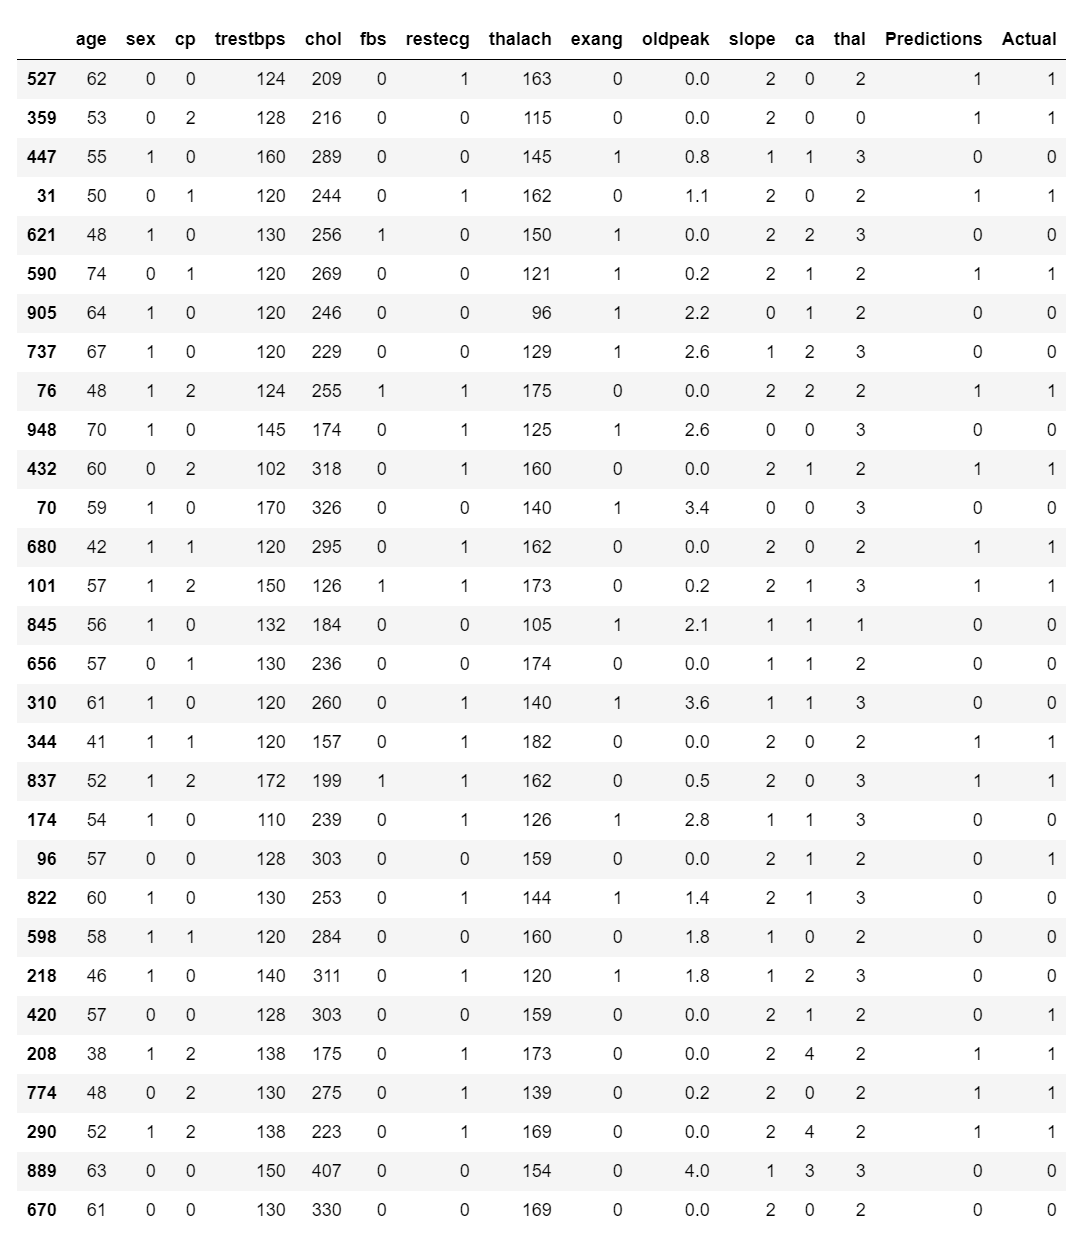 age sex cp trestbps chol fbs restecg thalach exang oldpeak slope ca thal Predictions Actual
527 62 0 0 124 209 0 1 163 0 0.0 2 0 2 1 1
359 53 0 2 128 216 0 0 115 0 0.0 2 0 0 1 1
447 55 1 0 160 289 0 0 145 1 0.8 1 1 3 0 0
31 50 0 1 120 244 0 1 162 0 1.1 2 0 2 1 1
621 48 1 0 130 256 1 0 150 1 0.0 2 2 3 0 0
590 74 0 1 120 269 0 0 121 1 0.2 2 1 2 1 1
905 64 1 0 120 246 0 0 96 1 2.2 0 1 2 0 0
737 67 1 0 120 229 0 0 129 1 2.6 1 2 3 0 0
76 48 1 2 124 255 1 1 175 0 0.0 2 2 2 1 1
948 70 1 0 145 174 0 1 125 1 2.6 0 0 3 0 0
432 60 0 2 102 318 0 1 160 0 0.0 2 1 2 1 1
70 59 1 0 170 326 0 0 140 1 3.4 0 0 3 0 0
680 42 1 1 120 295 0 1 162 0 0.0 2 0 2 1 1
101 57 1 2 150 126 1 1 173 0 0.2 2 1 3 1 1
845 56 1 0 132 184 0 0 105 1 2.1 1 1 1 0 0
656 57 0 1 130 236 0 0 174 0 0.0 1 1 2 0 0
310 61 1 0 120 260 0 1 140 1 3.6 1 1 3 0 0
344 41 1 1 120 157 0 1 182 0 0.0 2 0 2 1 1
837 52 1 2 172 199 1 1 162 0 0.5 2 0 3 1 1
174 54 1 0 110 239 0 1 126 1 2.8 1 1 3 0 0
96 57 0 0 128 303 0 0 159 0 0.0 2 1 2 0 1
822 60 1 0 130 253 0 1 144 1 1.4 2 1 3 0 0
598 58 1 1 120 284 0 0 160 0 1.8 1 0 2 0 0
218 46 1 0 140 311 0 1 120 1 1.8 1 2 3 0 0
420 57 0 0 128 303 0 0 159 0 0.0 2 1 2 0 1
208 38 1 2 138 175 0 1 173 0 0.0 2 4 2 1 1
774 48 0 2 130 275 0 1 139 0 0.2 2 0 2 1 1
290 52 1 2 138 223 0 1 169 0 0.0 2 4 2 1 1
889 63 0 0 150 407 0 0 154 0 4.0 1 3 3 0 0
670 61 0 0 130 330 0 0 169 0 0.0 2 0 2 0 0